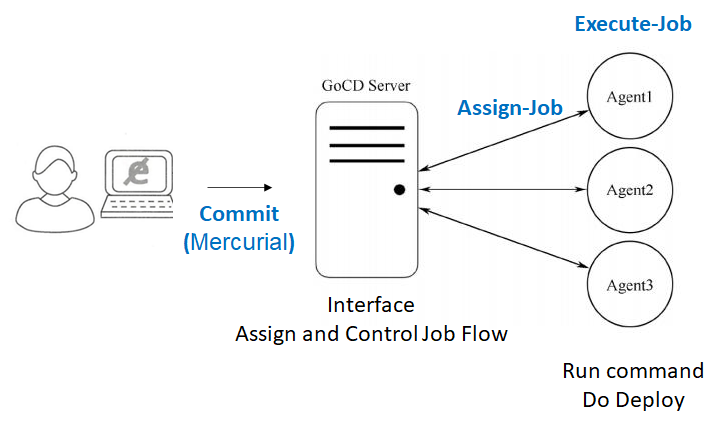 Execute-Job
GoCD Server
Agent1
Assign-Job
Agent2
Commit
(Mercurial)
Agent3
Interface
Assign and Control Job Flow
Run command
Do Deploy